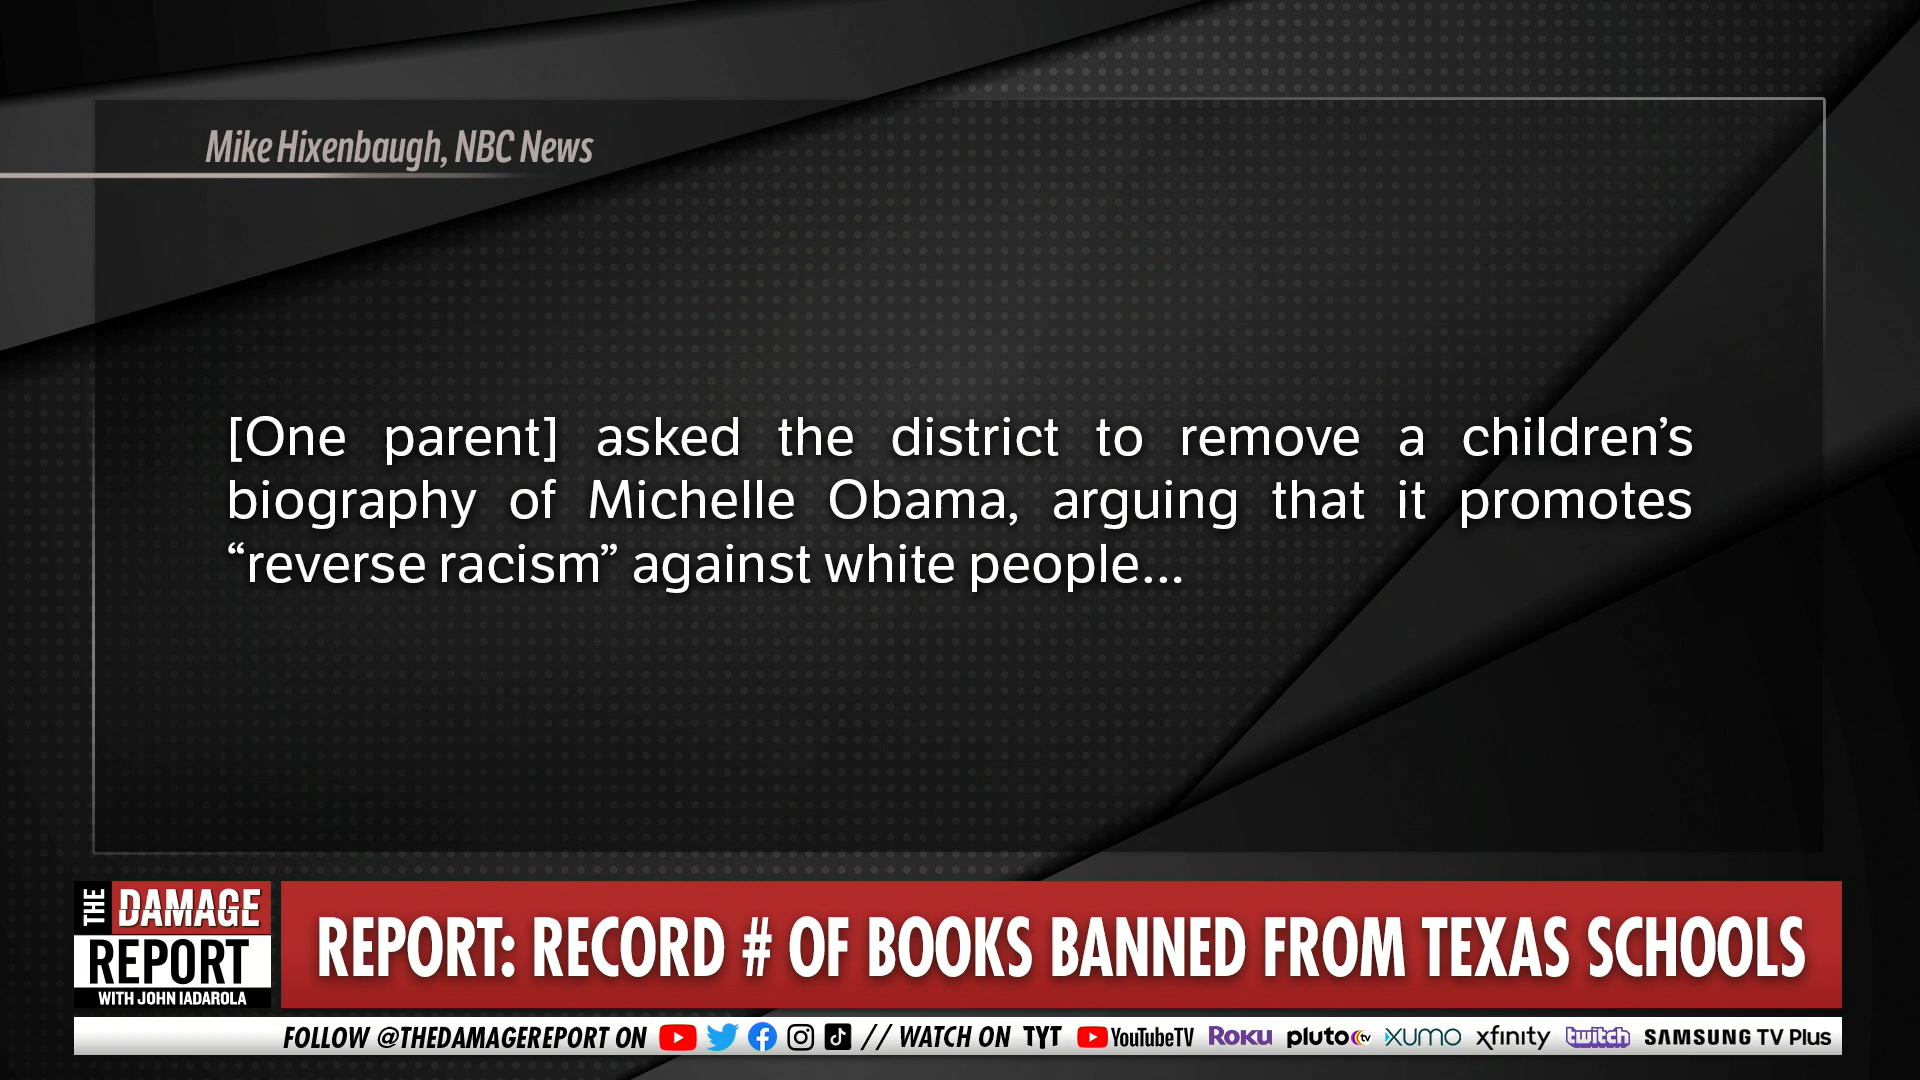 Mike Hixenbaugh, NBC News
[One parent] asked the district to remove a children’s
biography of Michelle Obama, arguing that it promotes
“reverse racism” against white people...
THE DAMAGE
REPORT
WITH JOHN IADAROLA
REPORT: RECORD # OF BOOKS BANNED FROM TEXAS SCHOOLS
FOLLOW @THEDAMAGEREPORT ON // WATCH ON TYT YouTubeTV ROKU pluto tv XUMO xfinity twitch SAMSUNG TV Plus